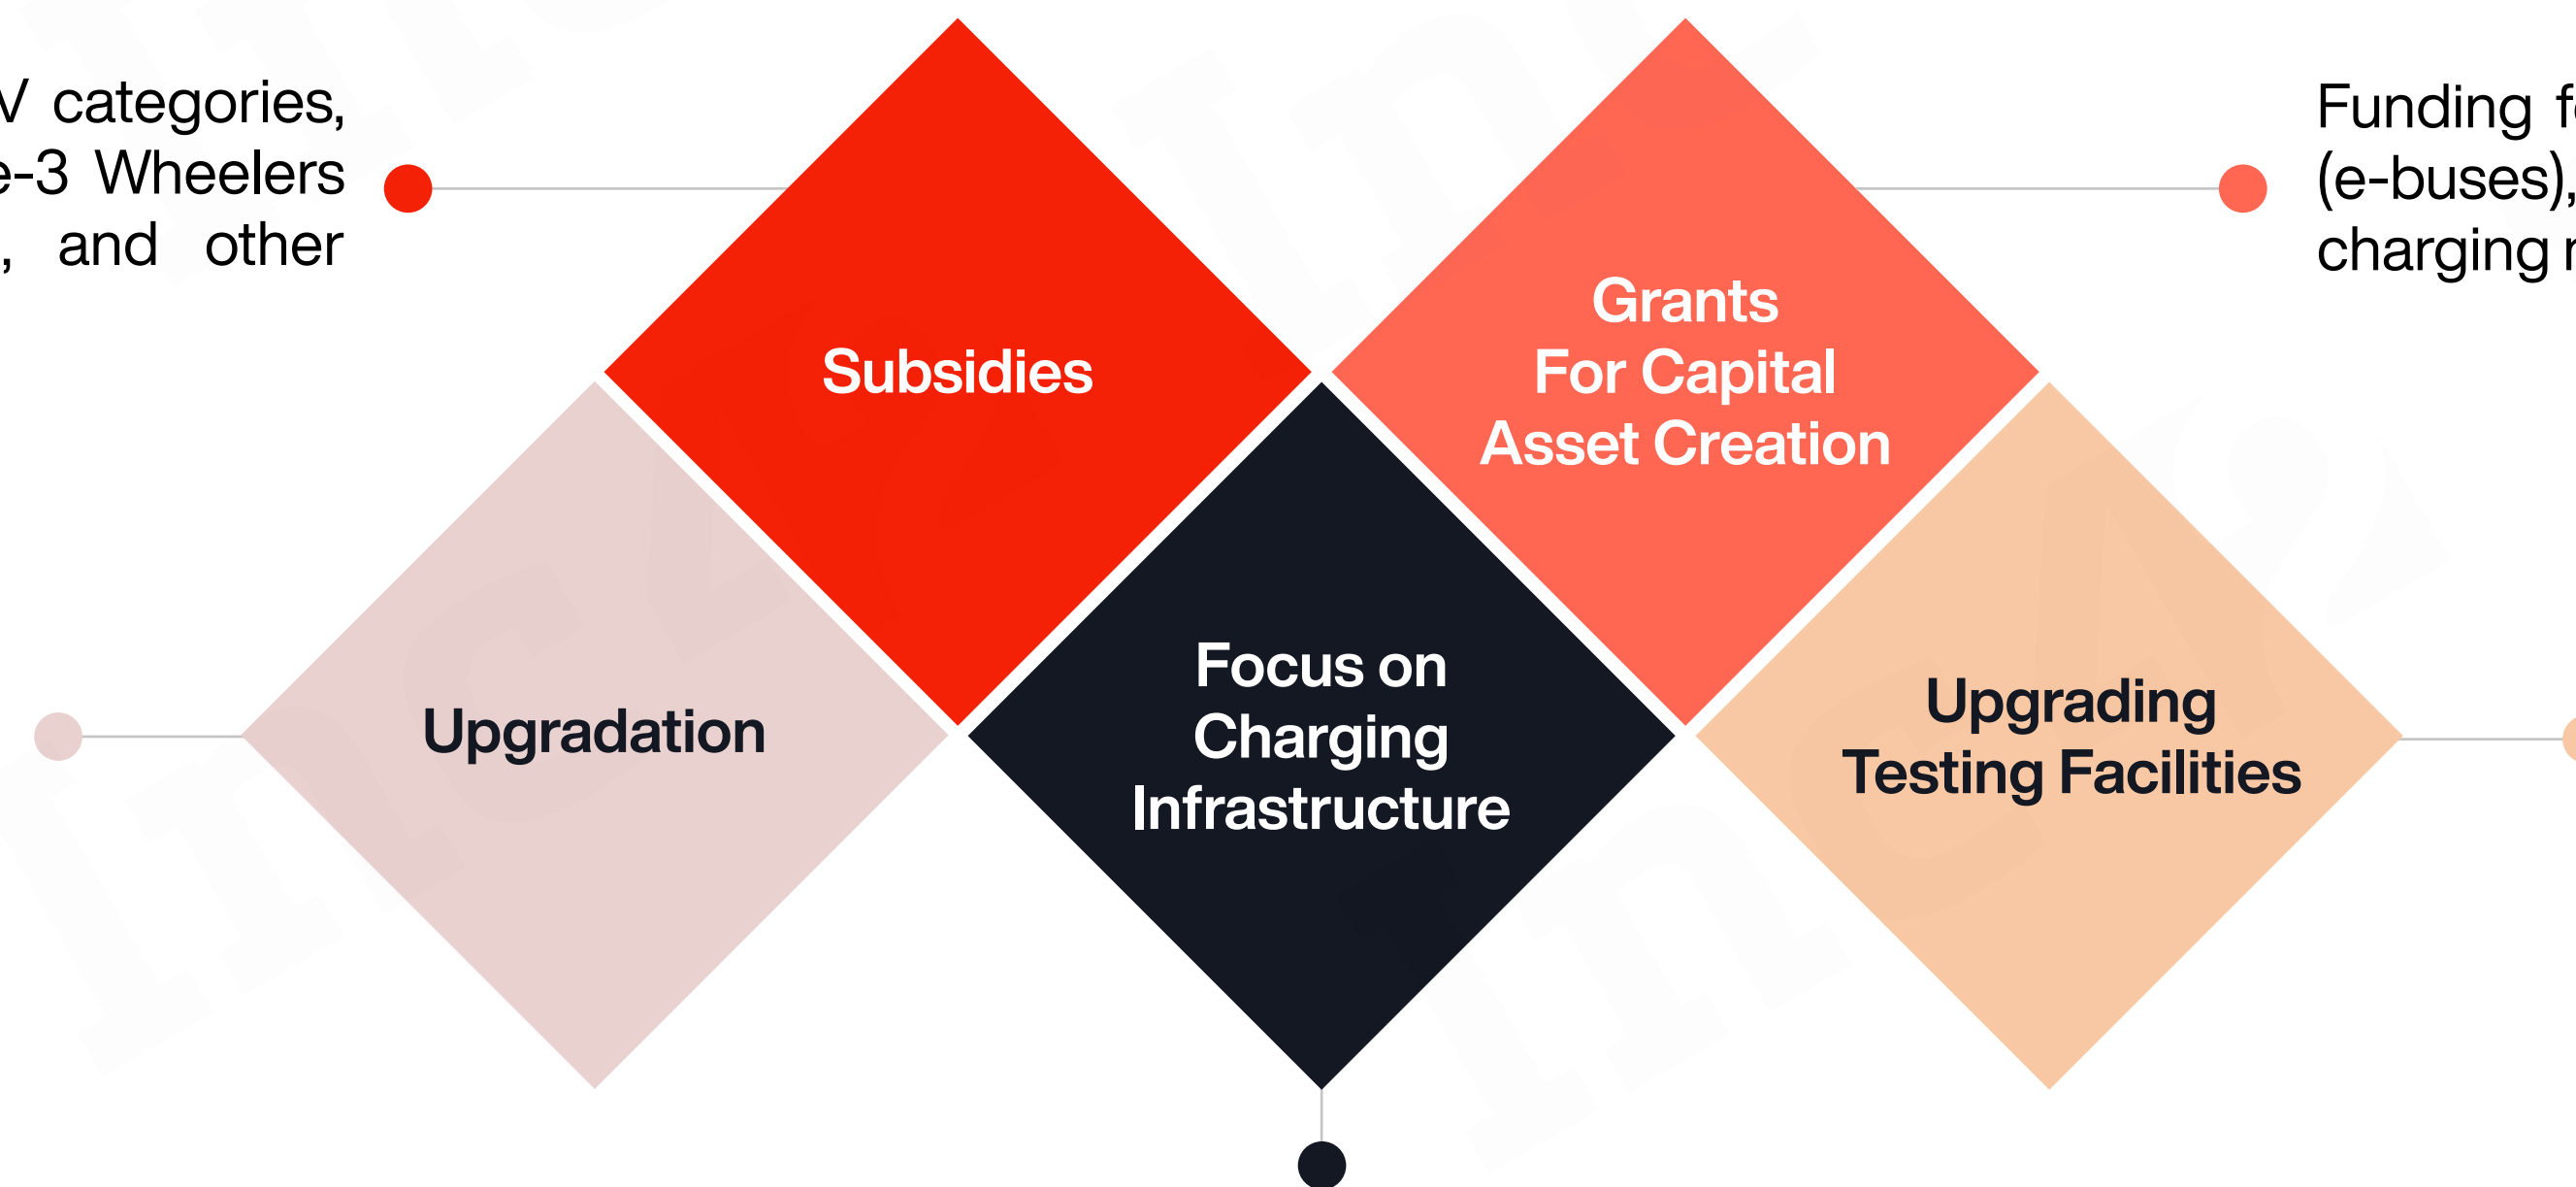 V categories,
e-3 Wheelers
, and other
Subsidies
Grants
For Capital
Asset Creation
Funding
(e-buses),
charging
Upgradation
Focus on
Charging
Infrastructure
Upgrading
Testing Facilities
Inc42